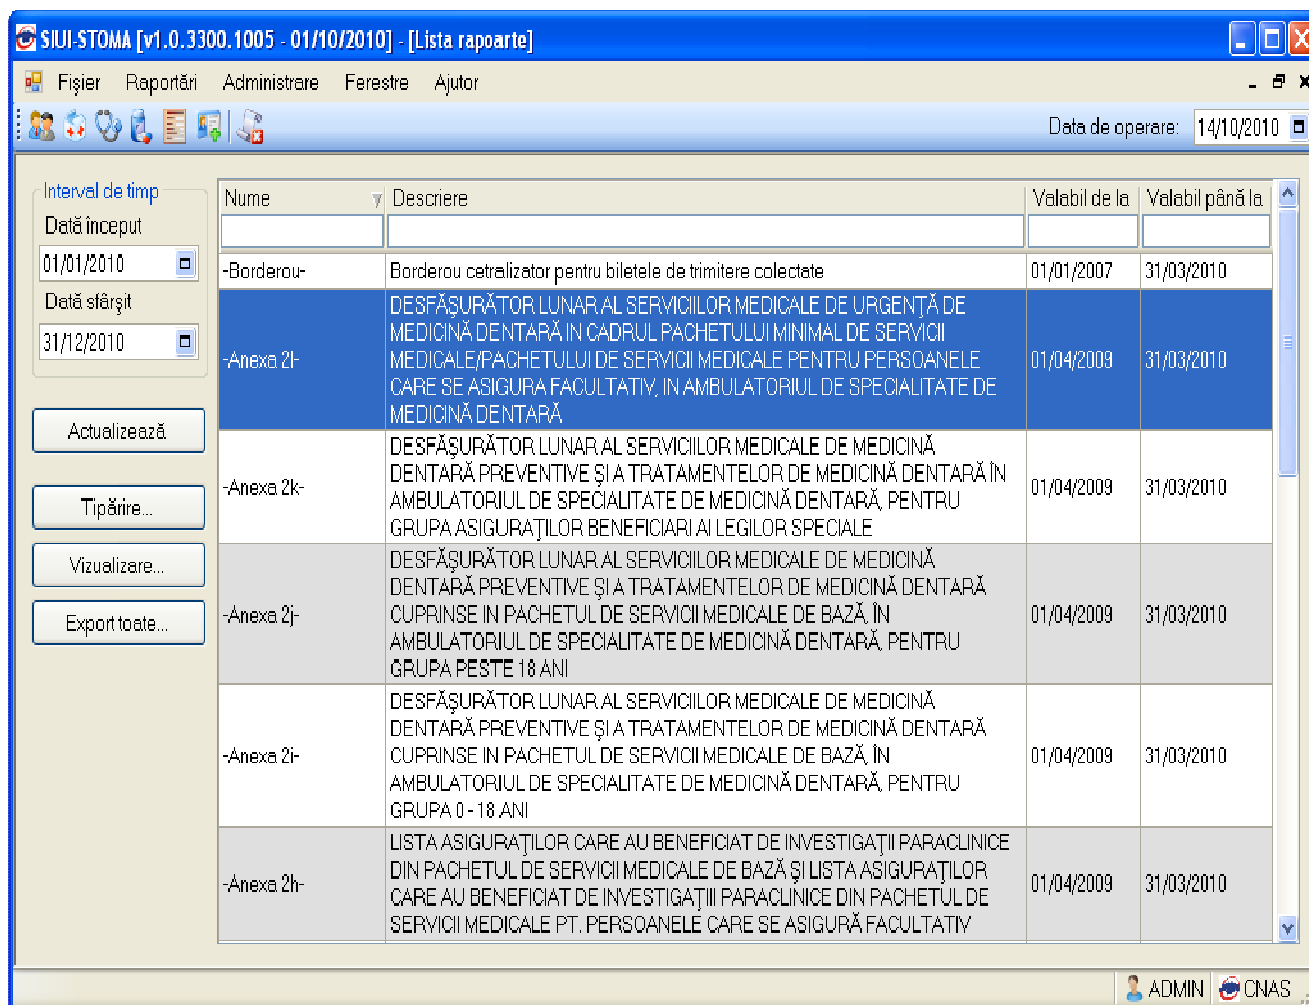 SIUI-STOMA [v1.0.3300.1005 - 01/10/2010] - [Lista rapoarte]
Fişier Raportări Administrare Ferestre Ajutor
Data de operare: 14/10/2010
Interval de timp
Dată început
01/01/2010
Dată sfârşit
31/12/2010
Actualizează
Tipărire...
Vizualizare...
Export toate...
Nume Descriere Valabil de la Valabil până la
-Borderou- Borderou cetralizator pentru biletele de trimitere colectate 01/01/2007 31/03/2010
DESFĂŞURĂTOR LUNAR AL SERVICIILOR MEDICALE DE URGENŢĂ DE
MEDICINĂ DENTARĂ IN CADRUL PACHETULUI MINIMAL DE SERVICII
-Anexa 2l- MEDICALE/PACHETULUI DE SERVICII MEDICALE PENTRU PERSOANELE 01/04/2009 31/03/2010
CARE SE ASIGURA FACULTATIV, IN AMBULATORIUL DE SPECIALITATE DE
MEDICINĂ DENTARĂ
DESFĂŞURĂTOR LUNAR AL SERVICIILOR MEDICALE DE MEDICINĂ
DENTARĂ PREVENTIVE ŞI A TRATAMENTELOR DE MEDICINĂ DENTARĂ ÎN
-Anexa 2k- AMBULATORIUL DE SPECIALITATE DE MEDICINĂ DENTARĂ, PENTRU 01/04/2009 31/03/2010
GRUPA ASIGURAŢILOR BENEFICIARI AI LEGILOR SPECIALE
DESFĂŞURĂTOR LUNAR AL SERVICIILOR MEDICALE DE MEDICINĂ
DENTARĂ PREVENTIVE ŞI A TRATAMENTELOR DE MEDICINĂ DENTARĂ
-Anexa 2j- CUPRINSE IN PACHETUL DE SERVICII MEDICALE DE BAZĂ, ÎN 01/04/2009 31/03/2010
AMBULATORIUL DE SPECIALITATE DE MEDICINĂ DENTARĂ, PENTRU
GRUPA PESTE 18 ANI
DESFĂŞURĂTOR LUNAR AL SERVICIILOR MEDICALE DE MEDICINĂ
DENTARĂ PREVENTIVE ŞI A TRATAMENTELOR DE MEDICINĂ DENTARĂ
-Anexa 2i- CUPRINSE IN PACHETUL DE SERVICII MEDICALE DE BAZĂ, ÎN 01/04/2009 31/03/2010
AMBULATORIUL DE SPECIALITATE DE MEDICINĂ DENTARĂ, PENTRU
GRUPA 0 - 18 ANI
LISTA ASIGURAŢILOR CARE AU BENEFICIAT DE INVESTIGAŢII PARACLINICE
DIN PACHETUL DE SERVICII MEDICALE DE BAZĂ ŞI LISTA ASIGURAŢILOR
-Anexa 2h- CARE AU BENEFICIAT DE INVESTIGAŢIII PARACLINICE DIN PACHETUL DE 01/04/2009 31/03/2010
SERVICII MEDICALE PT. PERSOANELE CARE SE ASIGURĂ FACULTATIV
ADMIN CNAS